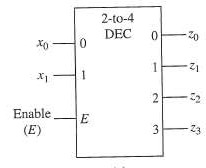 2-to-4
DEC
x0 0 0 z0
x1 1 1 z1
2 z2
Enable
(E) E
3 z3